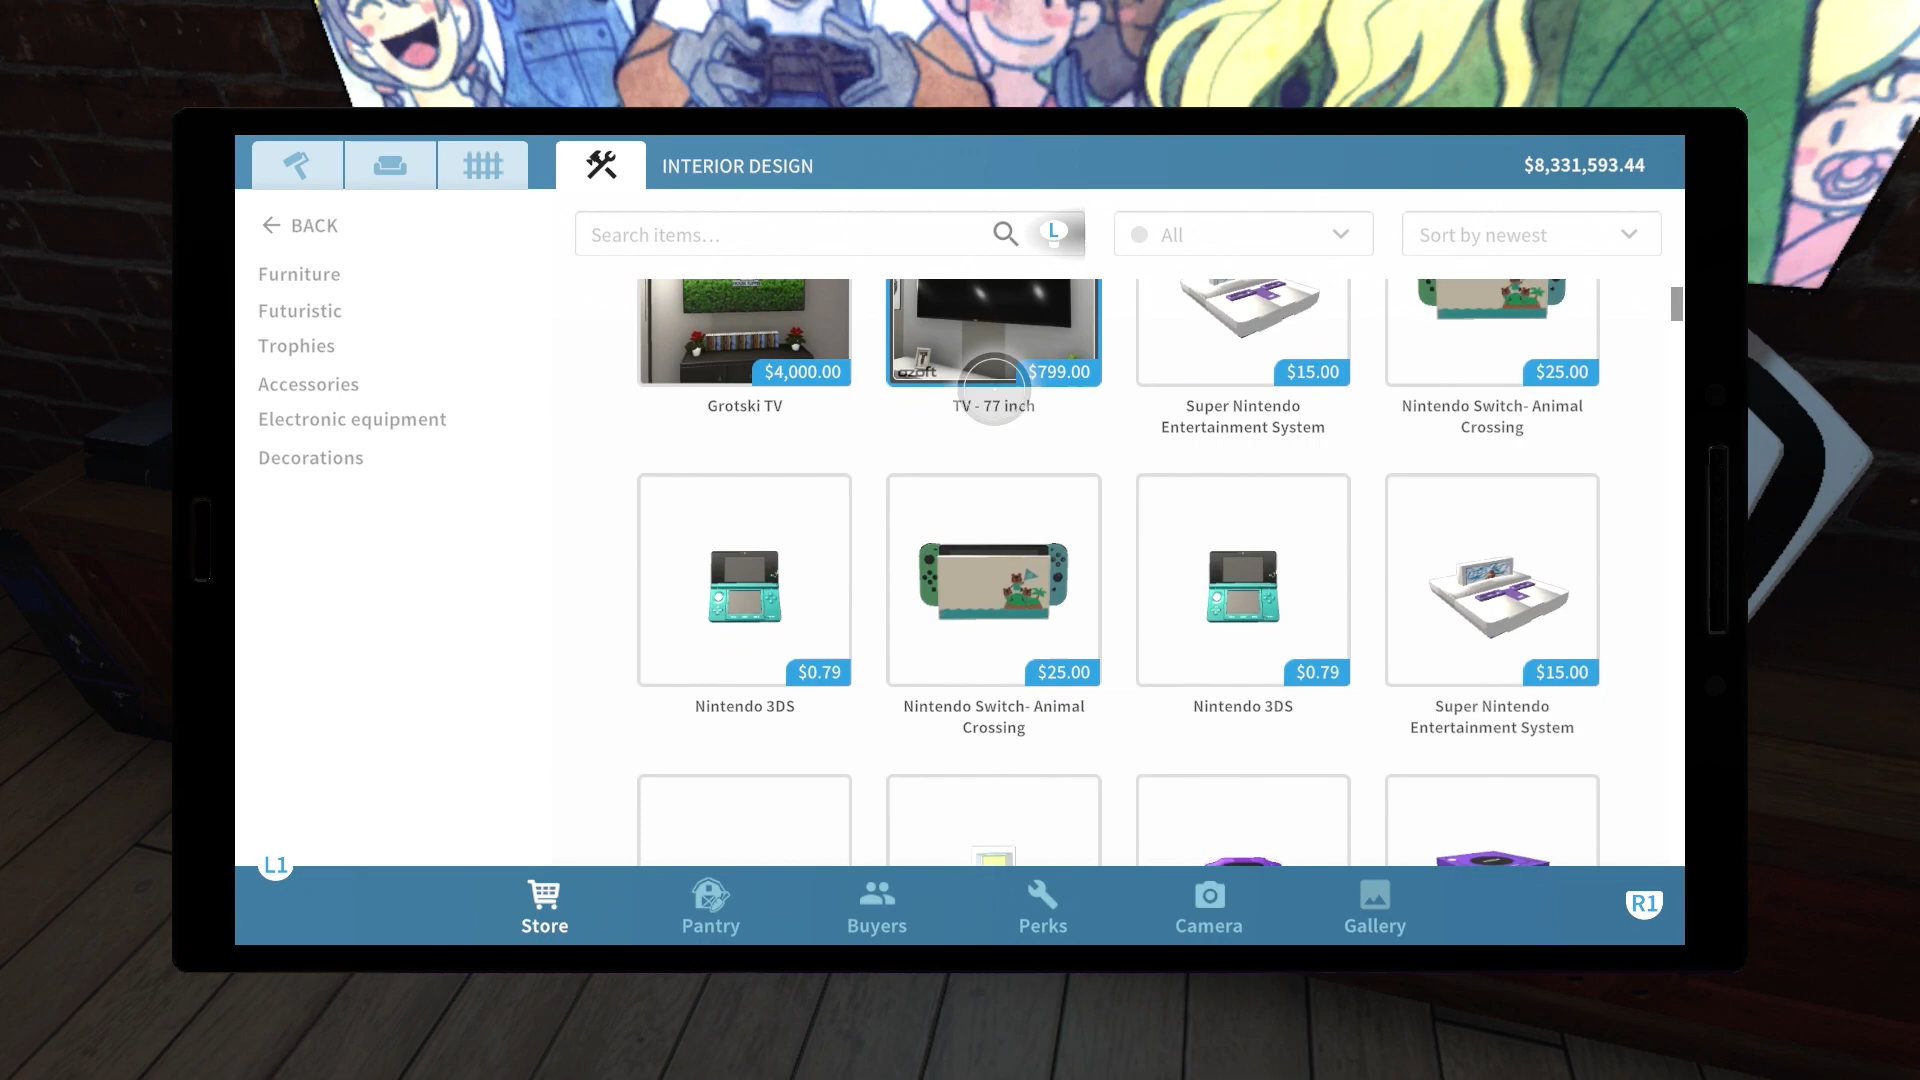 INTERIOR DESIGN
$8,331,593.44
BACK
Search items...
L
All
Sort by newest
Furniture
Futuristic
Trophies
Accessories
Electronic equipment
Decorations
$4,000.00
$799.00
$15.00
$25.00
Grotski TV
TV - 77 inch
Super Nintendo
Entertainment System
Nintendo Switch- Animal
Crossing
$0.79
$25.00
$0.79
$15.00
Nintendo 3DS
Nintendo Switch- Animal
Crossing
Nintendo 3DS
Super Nintendo
Entertainment System
L1
Store
Pantry
Buyers
Perks
Camera
Gallery
R1